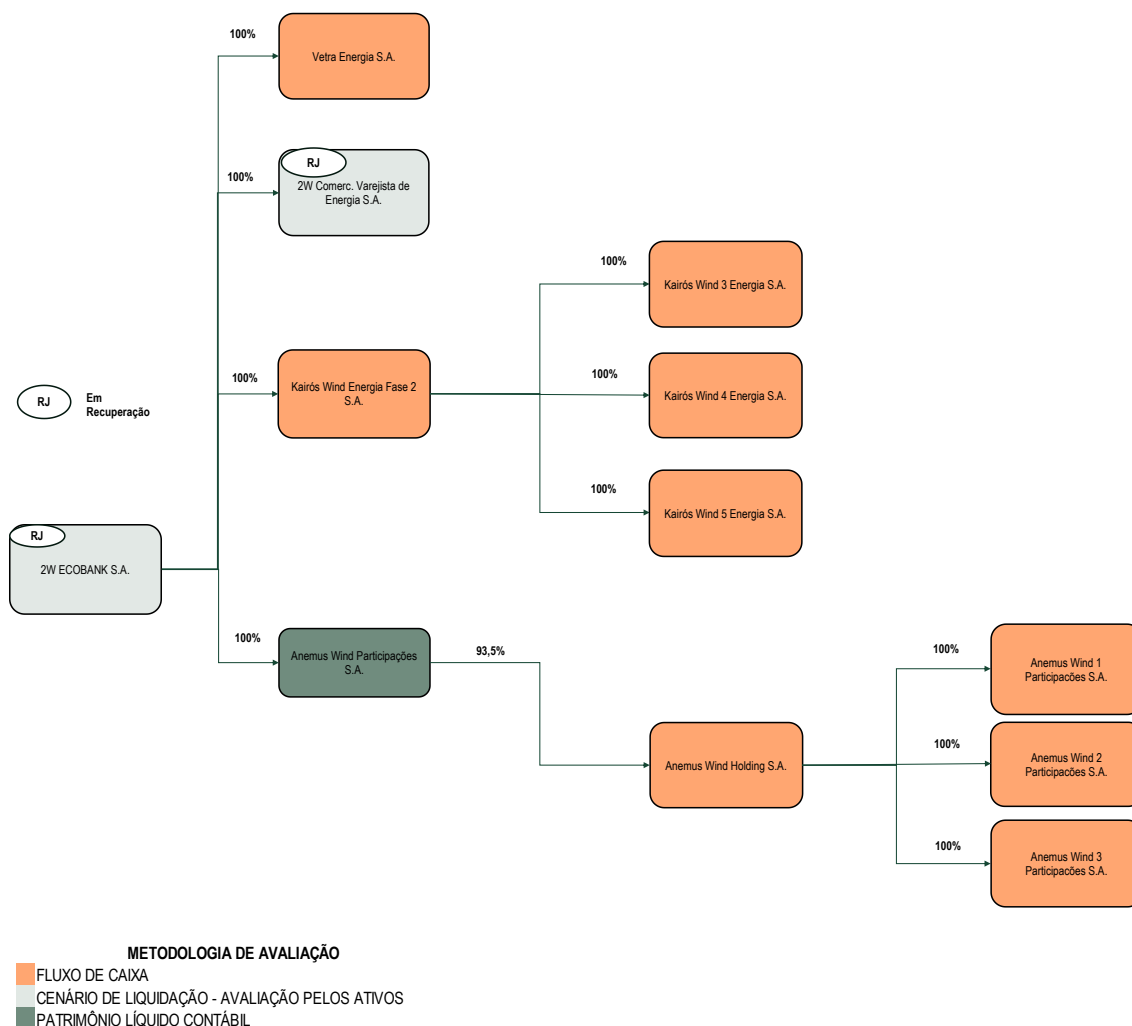 100%
Vetra Energia S.A.
RJ
100%
2W Comerc. Varejista de
Energia S.A.
100%
Kairós Wind 3 Energia S.A.
100%
Kairós Wind Energia Fase 2
S.A.
100%
Kairós Wind 4 Energia S.A.
RJ
Em
Recuperação
100%
Kairós Wind 5 Energia S.A.
RJ
2W ECOBANK S.A.
100%
Anemus Wind Participações
S.A.
93,5%
100%
Anemus Wind 1
Participacões S.A.
Anemus Wind Holding S.A.
100%
Anemus Wind 2
Participacões S.A.
100%
Anemus Wind 3
Participacões S.A.
METODOLOGIA DE AVALIAÇÃO
FLUXO DE CAIXA
CENÁRIO DE LIQUIDAÇÃO - AVALIAÇÃO PELOS ATIVOS
PATRIMÔNIO LÍQUIDO CONTÁBIL